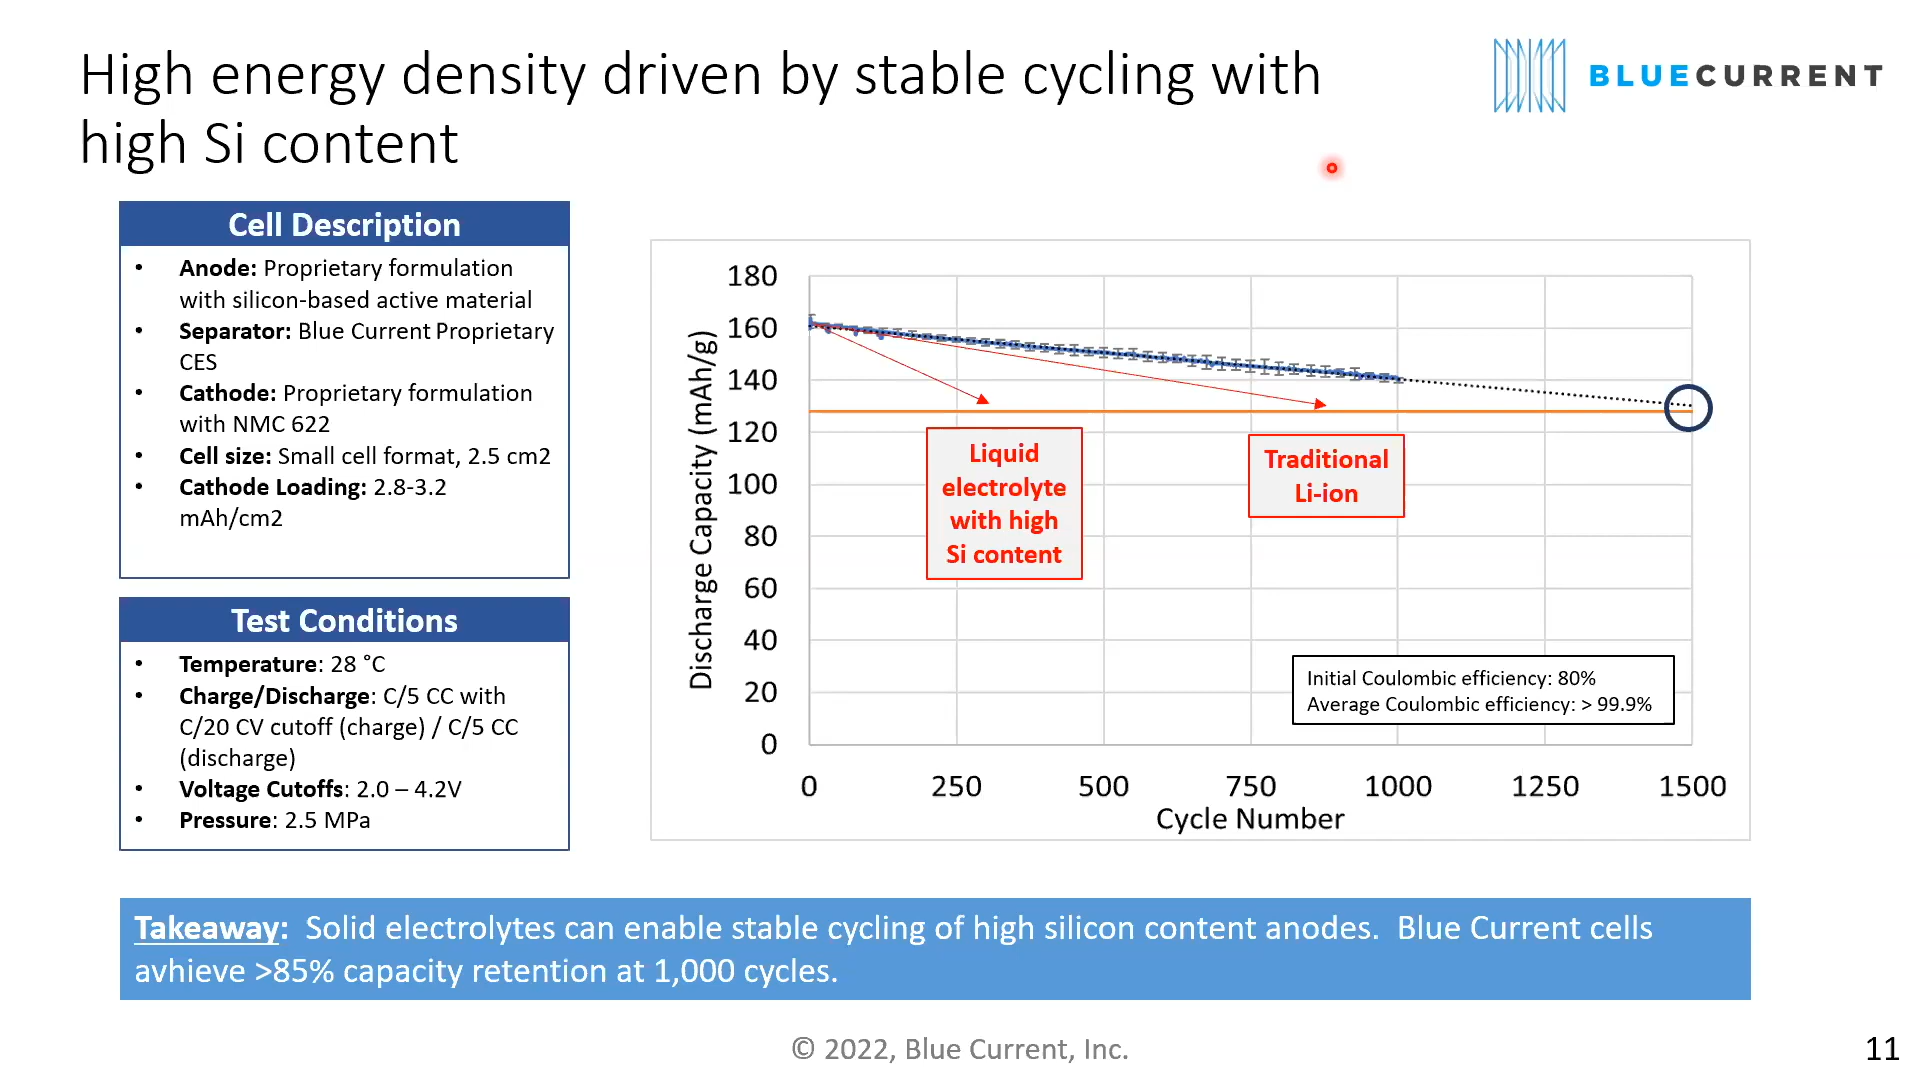 High energy density driven by stable cycling with
high Si content
BLUECURRENT
Cell Description
• Anode: Proprietary formulation
with silicon-based active material
• Separator: Blue Current Proprietary
CES
• Cathode: Proprietary formulation
with NMC 622
• Cell size: Small cell format, 2.5 cm2
• Cathode Loading: 2.8-3.2
mAh/cm2
Test Conditions
• Temperature: 28 °C
• Charge/Discharge: C/5 CC with
C/20 CV cutoff (charge) / C/5 CC
(discharge)
• Voltage Cutoffs: 2.0 – 4.2V
• Pressure: 2.5 MPa
Discharge Capacity (mAh/g)
180
160
140
120
100
80
60
40
20
0
Liquid
electrolyte
with high
Si content
Traditional
Li-ion
Initial Coulombic efficiency: 80%
Average Coulombic efficiency: > 99.9%
0 250 500 750 1000 1250 1500
Cycle Number
Takeaway: Solid electrolytes can enable stable cycling of high silicon content anodes. Blue Current cells
avhieve >85% capacity retention at 1,000 cycles.
© 2022, Blue Current, Inc.
11